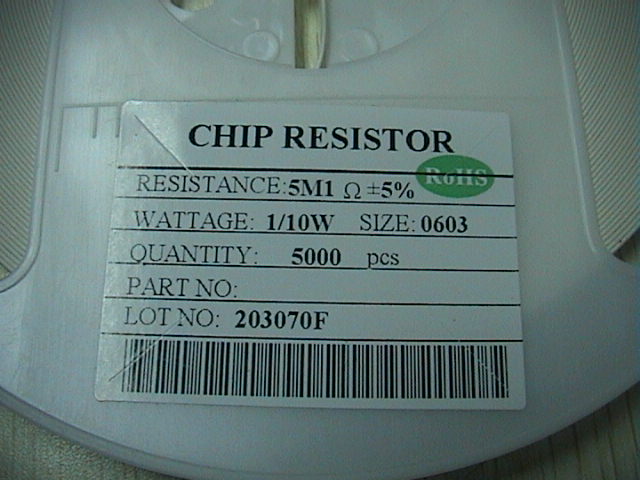 CHIP RESISTOR
RoHS
RESISTANCE:5M1 Ω ±5%
WATTAGE: 1/10W SIZE: 0603
QUANTITY: 5000 pcs
PART NO:
LOT NO: 203070F